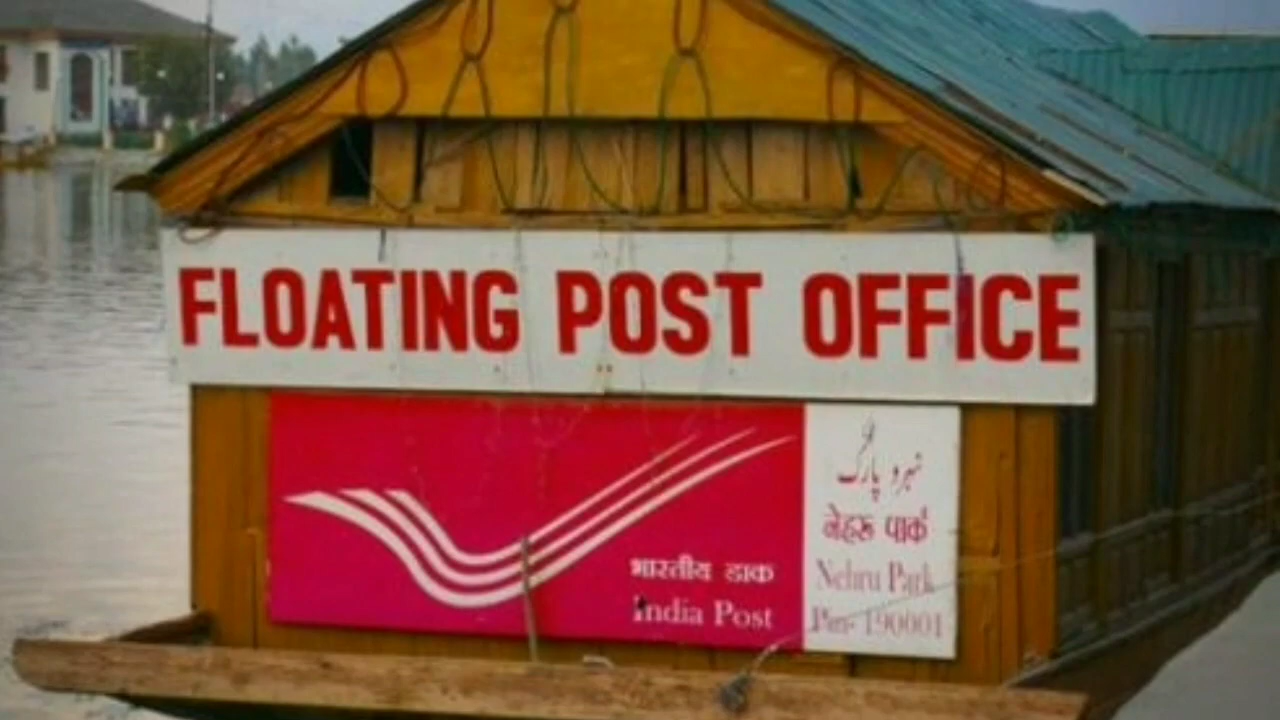 FLOATING POST OFFICE
भारतीय डाक
India Post
نہرو پارک
नेहरू पार्क
Nehru Park
Pin- 190001